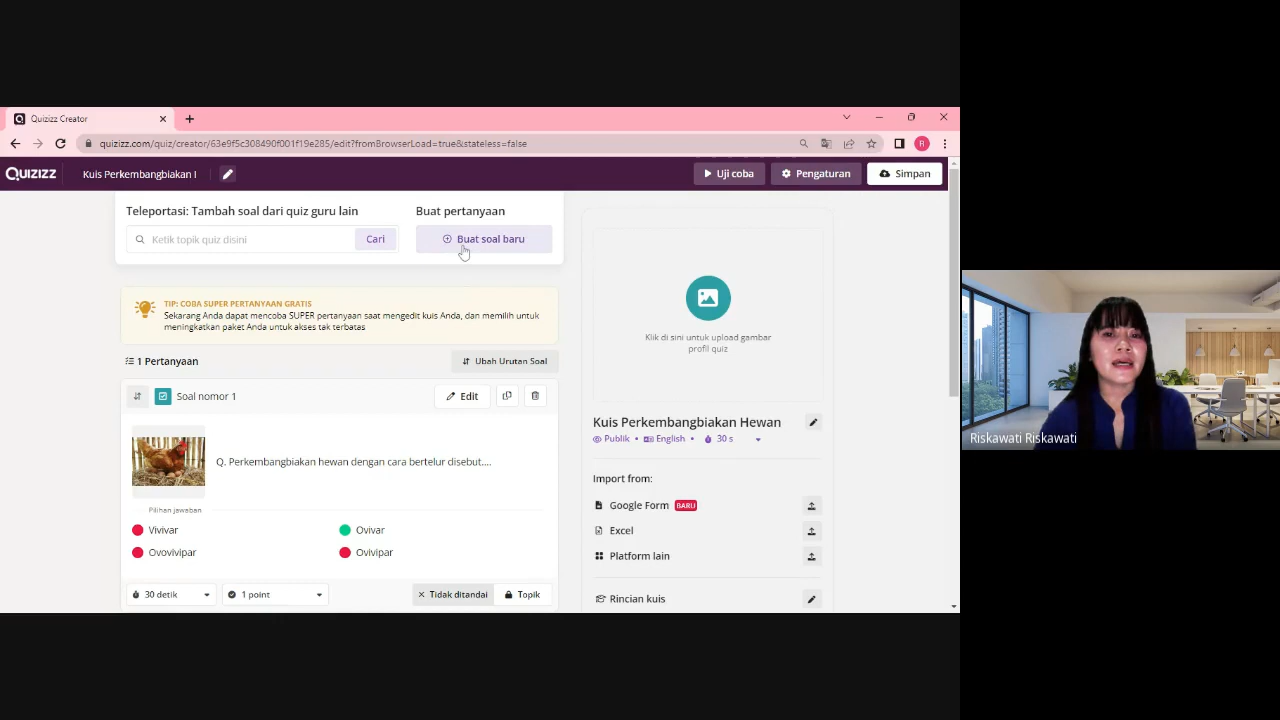 Quizizz Creator
quizizz.com/quiz/creator/63e9f5c308490f001f19e285/edit?fromBrowserLoad=true&stateless=false
R
QUIZIZZ
Kuis Perkembangbiakan I
Uji coba
Pengaturan
Simpan
Teleportasi: Tambah soal dari quiz guru lain
Buat pertanyaan
Ketik topik quiz disini
Cari
Buat soal baru
TIP: COBA SUPER PERTANYAAN GRATIS
Sekarang Anda dapat mencoba SUPER pertanyaan saat mengedit kuis Anda, dan memilih untuk
meningkatkan paket Anda untuk akses tak terbatas
1 Pertanyaan
Ubah Urutan Soal
Soal nomor 1
Edit
Q. Perkembangbiakan hewan dengan cara bertelur disebut....
Pilihan jawaban
Vivivar
Ovivar
Ovovivipar
Ovivipar
30 detik
1 point
Tidak ditandai
Topik
Klik di sini untuk upload gambar
profil quiz
Kuis Perkembangbiakan Hewan
Publik • English • 30 s
Import from:
Google Form BARU
Excel
Platform lain
Rincian kuis
Riskawati Riskawati